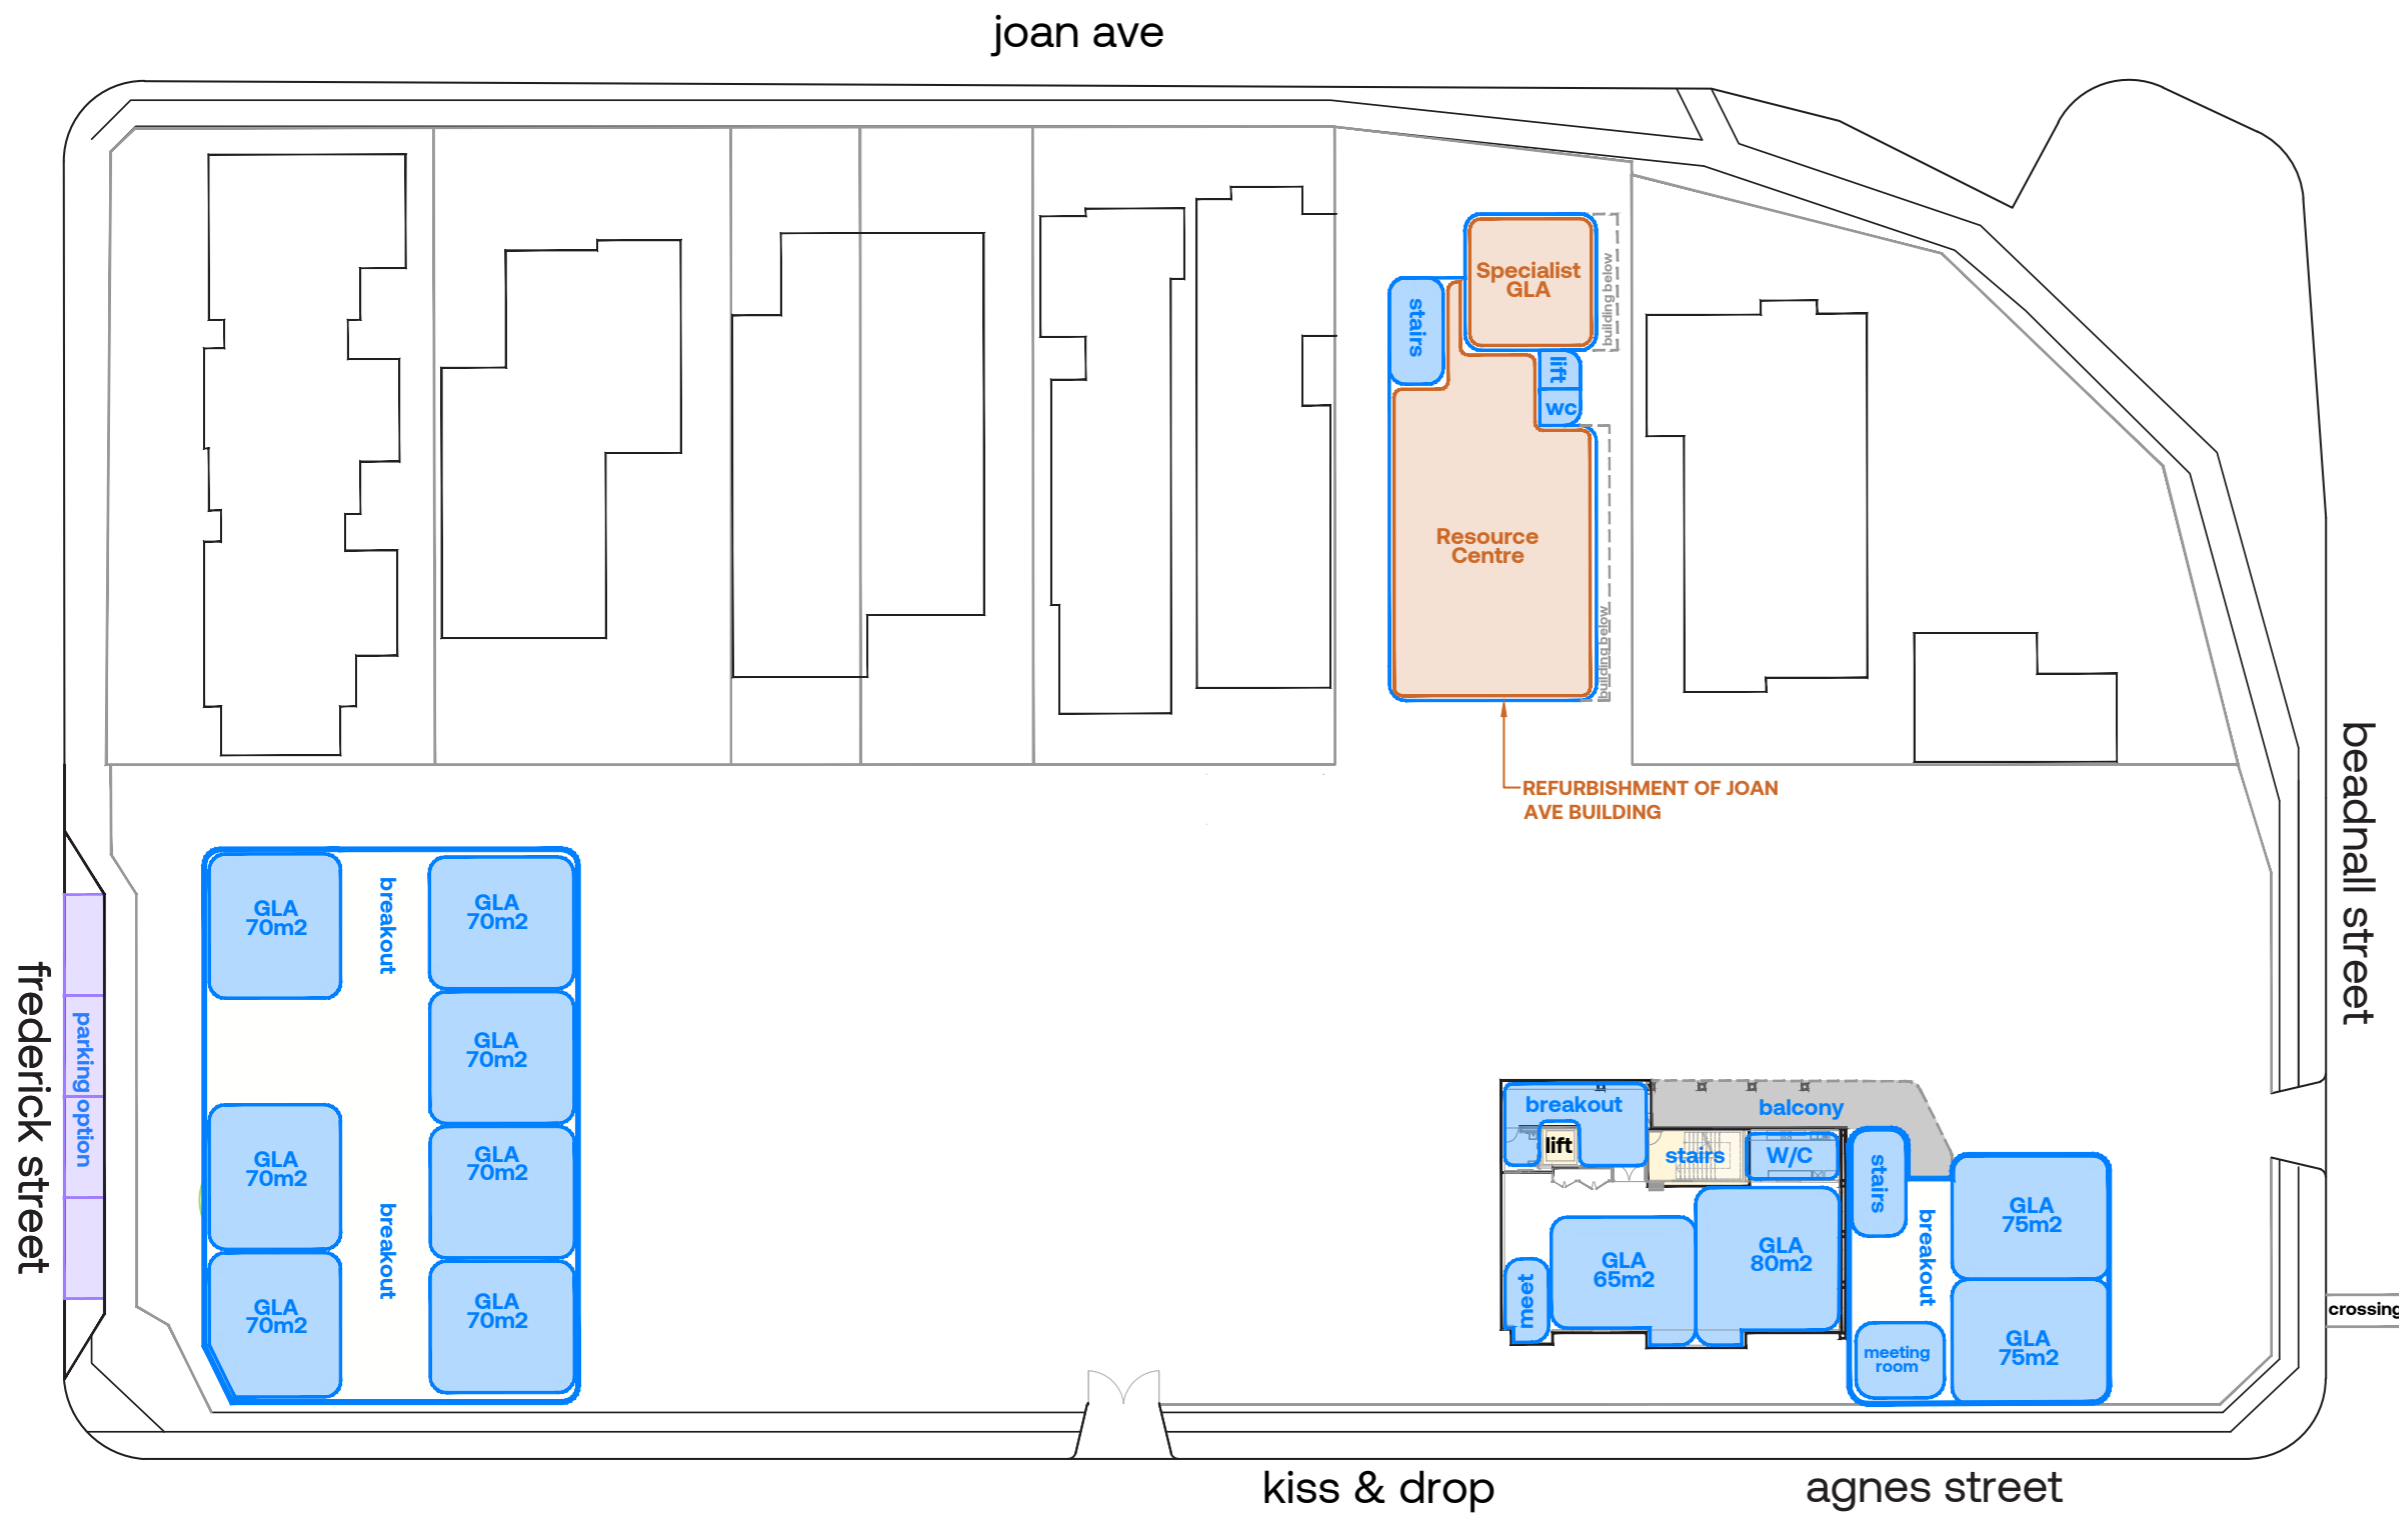 joan ave
Specialist
GLA
building below
stairs
lift
wc
Resource
Centre
building below
REFURBISHMENT OF JOAN
AVE BUILDING
beadnall street
frederick street
parking option
GLA
70m2
breakout
GLA
70m2
GLA
70m2
GLA
70m2
GLA
70m2
breakout
GLA
70m2
GLA
70m2
breakout
balcony
lift
stairs
W/C
stairs
GLA
75m2
breakout
GLA
65m2
GLA
80m2
meet
meeting
room
GLA
75m2
crossing
kiss & drop
agnes street